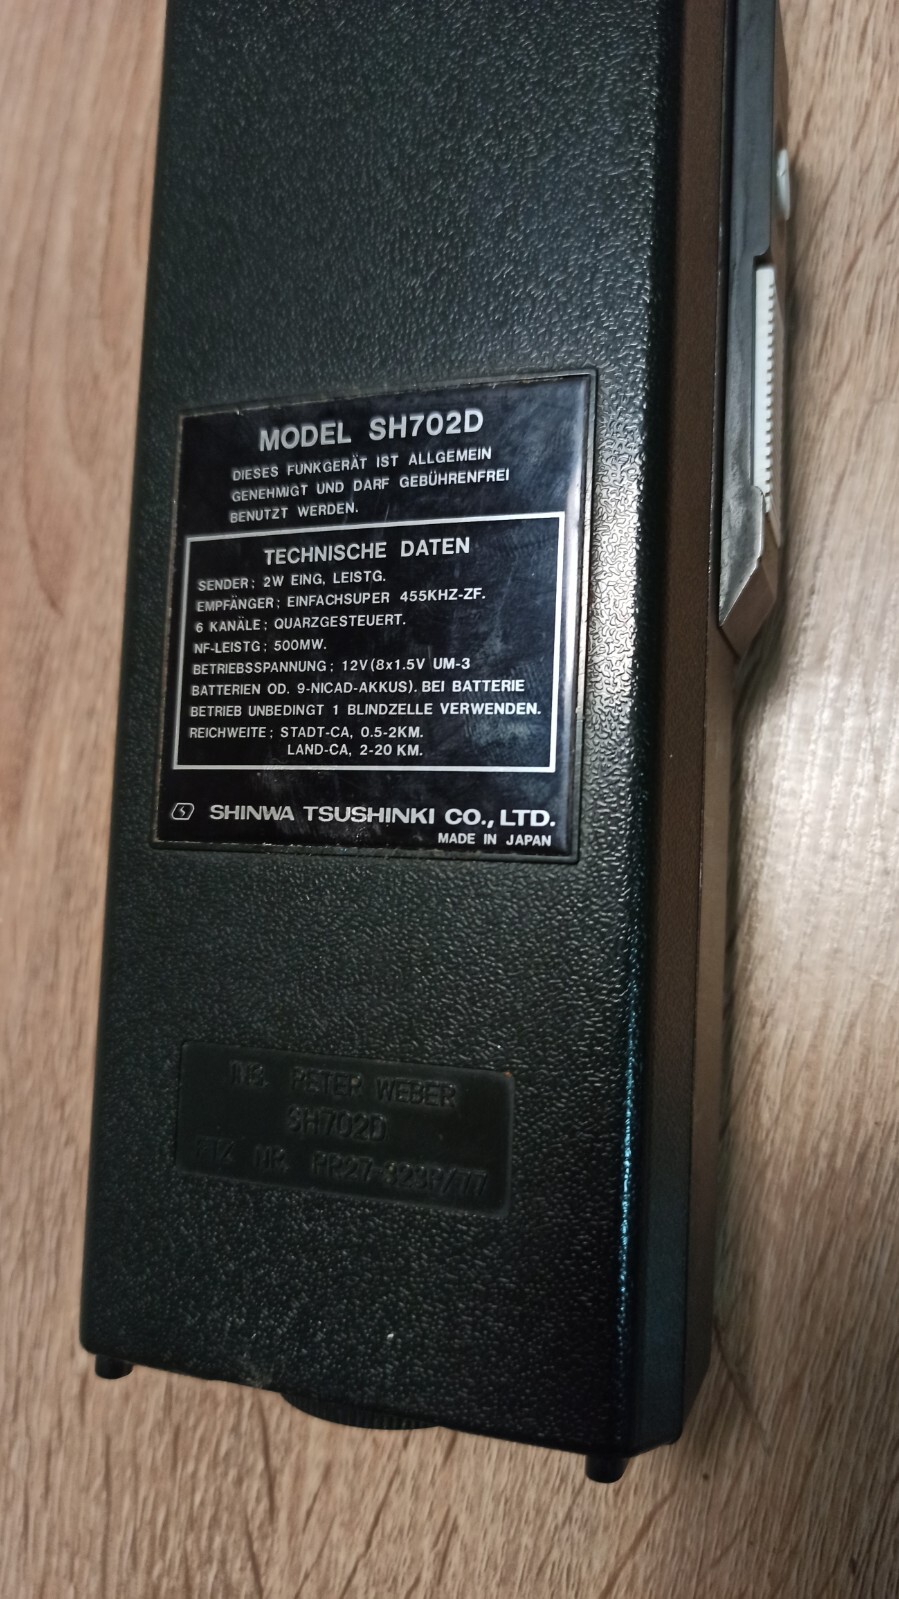 MODEL SH702D
DIESES FUNKGERÄT IST ALLGEMEIN
GENEHMIGT UND DARF GEBÜHRENFREI
BENUTZT WERDEN.
TECHNISCHE DATEN
SENDER; 2W EING, LEISTG.
EMPFÄNGER; EINFACHSUPER 455KHZ-ZF.
6 KANÄLE; QUARZGESTEUERT.
NF-LEISTG; 500MW.
BETRIEBSSPANNUNG; 12V(8x1.5V UM-3
BATTERIEN OD. 9-NICAD-AKKUS). BEI BATTERIE
BETRIEB UNBEDINGT 1 BLINDZELLE VERWENDEN.
REICHWEITE; STADT-CA, 0.5-2KM.
LAND-CA, 2-20 KM.
SHINWA TSUSHINKI CO., LTD.
MADE IN JAPAN
ING. PETER WEBER
SH702D
FTZ NR.